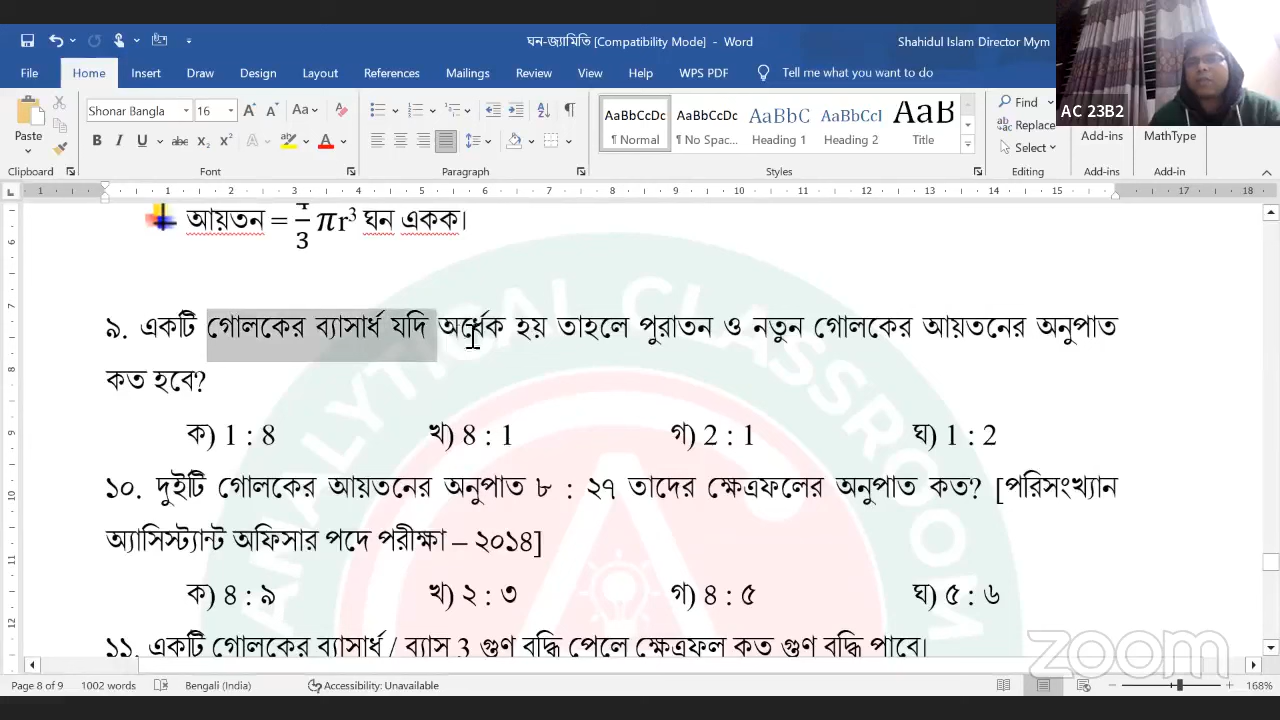 ঘন-জ্যামিতি [Compatibility Mode] - Word
Shahidul Islam Director Mym
File Home Insert Draw Design Layout References Mailings Review View Help WPS PDF Tell me what you want to do
AC 23B2
Shonar Bangla 16
Paste
AaBbCcDc AaBbCcDc AaBbC AaBbCcI AaB
¶ Normal ¶ No Spac... Heading 1 Heading 2 Title
Find
Replace
Select
Add-ins MathType
Clipboard Font Paragraph Styles Editing Add-ins Add-in
আয়তন = 4/3 πr³ ঘন একক।
৯. একটি গোলকের ব্যাসার্ধ যদি অর্ধেক হয় তাহলে পুরাতন ও নতুন গোলকের আয়তনের অনুপাত
কত হবে?
ক) 1 : 8 খ) 8 : 1 গ) 2 : 1 ঘ) 1 : 2
১০. দুইটি গোলকের আয়তনের অনুপাত ৮ : ২৭ তাদের ক্ষেত্রফলের অনুপাত কত? [পরিসংখ্যান
অ্যাসিস্ট্যান্ট অফিসার পদে পরীক্ষা – ২০১৪]
ক) ৪ : ৯ খ) ২ : ৩ গ) ৪ : ৫ ঘ) ৫ : ৬
১১. একটি গোলকের ব্যাসার্ধ / ব্যাস 3 গুণ বৃদ্ধি পেলে ক্ষেত্রফল কত গুণ বৃদ্ধি পাবে।
ANALYTICAL CLASSROOM
zoom
Page 8 of 9 1002 words Bengali (India) Accessibility: Unavailable 168%